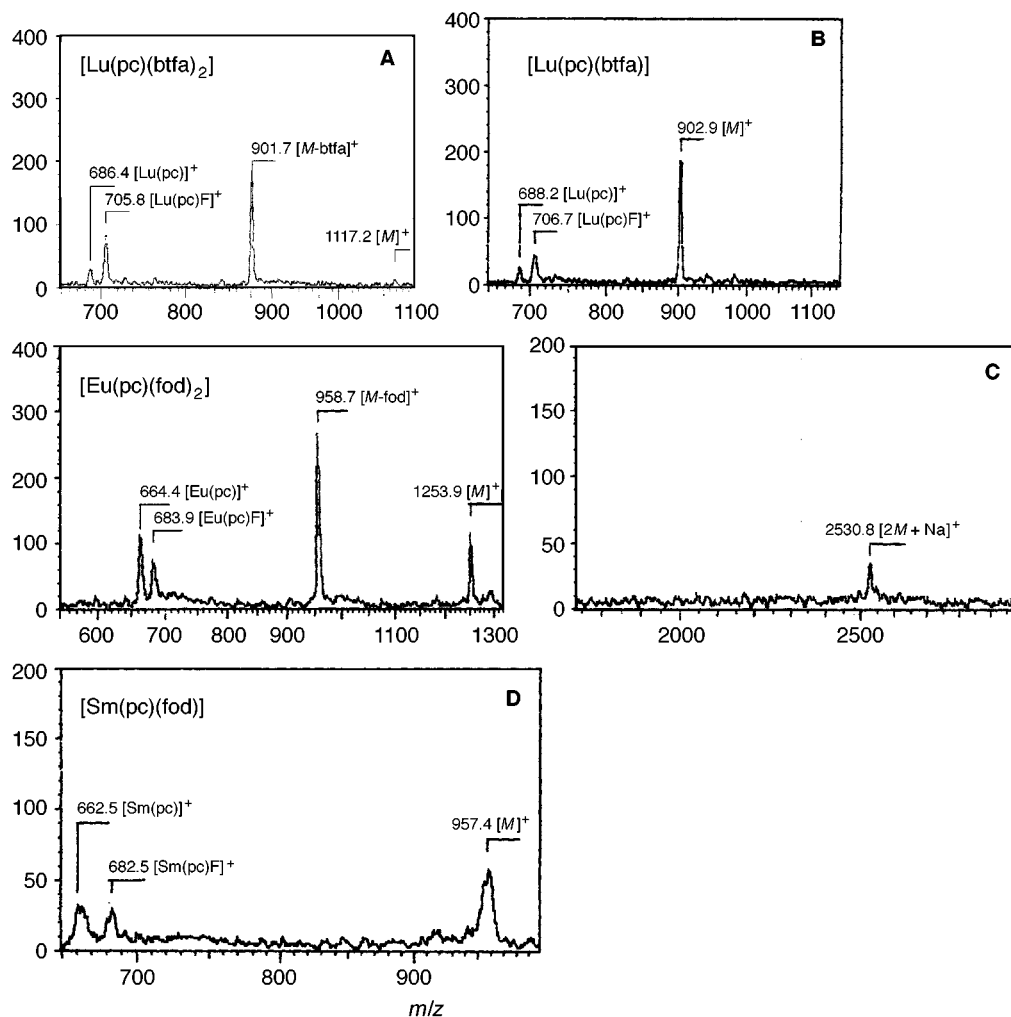 400
300
200
100
0
[Lu(pc)(btfa)₂]
A
686.4 [Lu(pc)]⁺
705.8 [Lu(pc)F]⁺
901.7 [M-btfa]⁺
1117.2 [M]⁺
700 800 900 1000 1100
400
300
200
100
0
[Lu(pc)(btfa)]
B
688.2 [Lu(pc)]⁺
706.7 [Lu(pc)F]⁺
902.9 [M]⁺
700 800 900 1000 1100
400
300
200
100
0
[Eu(pc)(fod)₂]
664.4 [Eu(pc)]⁺
683.9 [Eu(pc)F]⁺
958.7 [M-fod]⁺
1253.9 [M]⁺
600 700 800 900 1100 1300
200
150
100
50
0
C
2530.8 [2M + Na]⁺
2000 2500
200
150
100
50
0
[Sm(pc)(fod)]
D
662.5 [Sm(pc)]⁺
682.5 [Sm(pc)F]⁺
957.4 [M]⁺
700 800 900
m/z